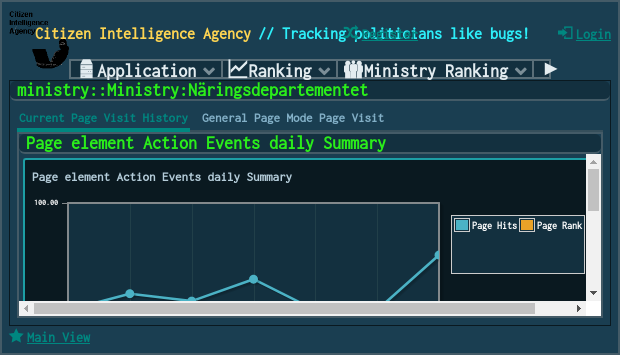 Citizen
Intelligence
Agency
Citizen Intelligence Agency // Tracking politicians like bugs!
Login
Application
Ranking
Ministry Ranking
ministry::Ministry:Näringsdepartementet
Current Page Visit History
General Page Mode Page Visit
Page element Action Events daily Summary
Page element Action Events daily Summary
100.00
Page Hits
Page Rank
Main View